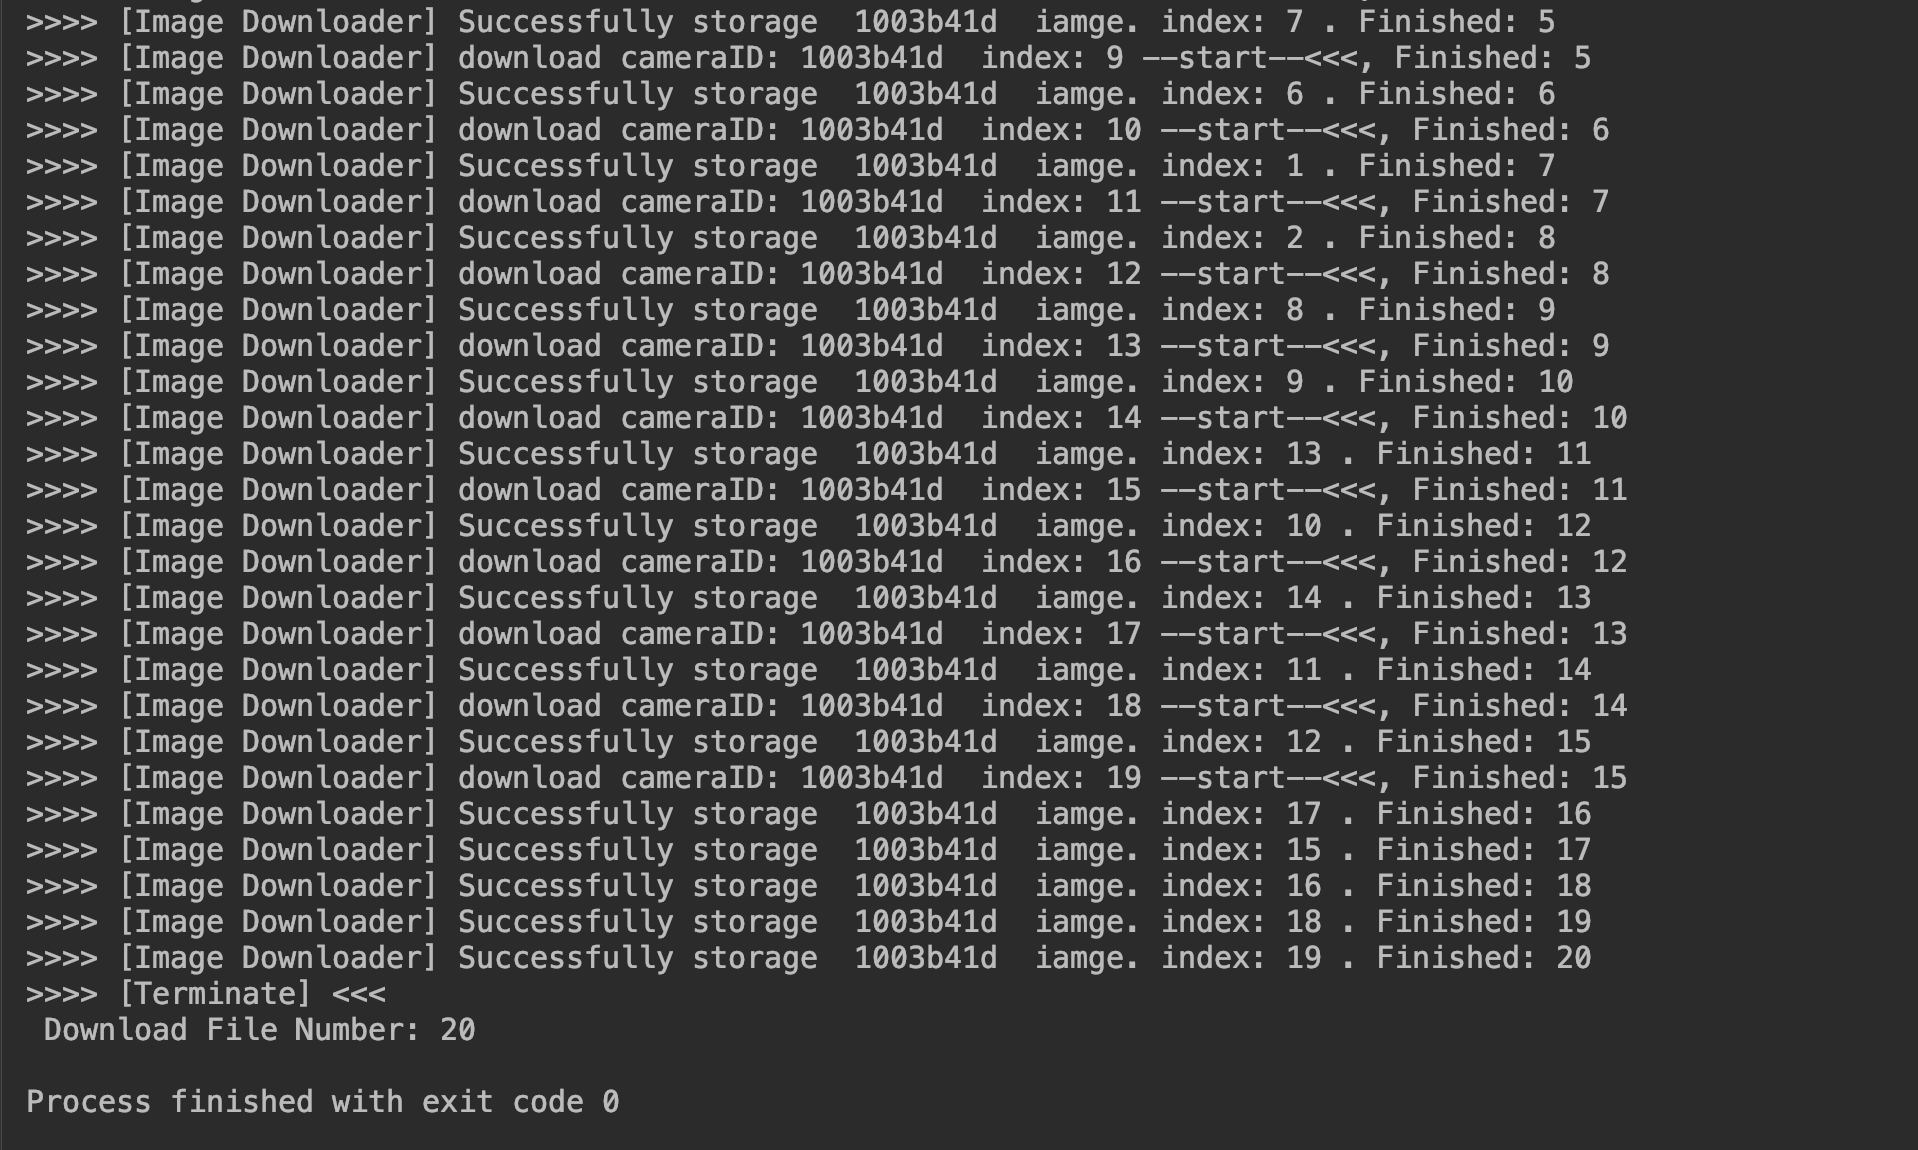 >>>> [Image Downloader] Successfully storage  1003b41d  iamge. index: 7 . Finished: 5
>>>> [Image Downloader] download cameraID: 1003b41d  index: 9 --start--<<<, Finished: 5
>>>> [Image Downloader] Successfully storage  1003b41d  iamge. index: 6 . Finished: 6
>>>> [Image Downloader] download cameraID: 1003b41d  index: 10 --start--<<<, Finished: 6
>>>> [Image Downloader] Successfully storage  1003b41d  iamge. index: 1 . Finished: 7
>>>> [Image Downloader] download cameraID: 1003b41d  index: 11 --start--<<<, Finished: 7
>>>> [Image Downloader] Successfully storage  1003b41d  iamge. index: 2 . Finished: 8
>>>> [Image Downloader] download cameraID: 1003b41d  index: 12 --start--<<<, Finished: 8
>>>> [Image Downloader] Successfully storage  1003b41d  iamge. index: 8 . Finished: 9
>>>> [Image Downloader] download cameraID: 1003b41d  index: 13 --start--<<<, Finished: 9
>>>> [Image Downloader] Successfully storage  1003b41d  iamge. index: 9 . Finished: 10
>>>> [Image Downloader] download cameraID: 1003b41d  index: 14 --start--<<<, Finished: 10
>>>> [Image Downloader] Successfully storage  1003b41d  iamge. index: 13 . Finished: 11
>>>> [Image Downloader] download cameraID: 1003b41d  index: 15 --start--<<<, Finished: 11
>>>> [Image Downloader] Successfully storage  1003b41d  iamge. index: 10 . Finished: 12
>>>> [Image Downloader] download cameraID: 1003b41d  index: 16 --start--<<<, Finished: 12
>>>> [Image Downloader] Successfully storage  1003b41d  iamge. index: 14 . Finished: 13
>>>> [Image Downloader] download cameraID: 1003b41d  index: 17 --start--<<<, Finished: 13
>>>> [Image Downloader] Successfully storage  1003b41d  iamge. index: 11 . Finished: 14
>>>> [Image Downloader] download cameraID: 1003b41d  index: 18 --start--<<<, Finished: 14
>>>> [Image Downloader] Successfully storage  1003b41d  iamge. index: 12 . Finished: 15
>>>> [Image Downloader] download cameraID: 1003b41d  index: 19 --start--<<<, Finished: 15
>>>> [Image Downloader] Successfully storage  1003b41d  iamge. index: 17 . Finished: 16
>>>> [Image Downloader] Successfully storage  1003b41d  iamge. index: 15 . Finished: 17
>>>> [Image Downloader] Successfully storage  1003b41d  iamge. index: 16 . Finished: 18
>>>> [Image Downloader] Successfully storage  1003b41d  iamge. index: 18 . Finished: 19
>>>> [Image Downloader] Successfully storage  1003b41d  iamge. index: 19 . Finished: 20
>>>> [Terminate] <<<
 Download File Number: 20
Process finished with exit code 0